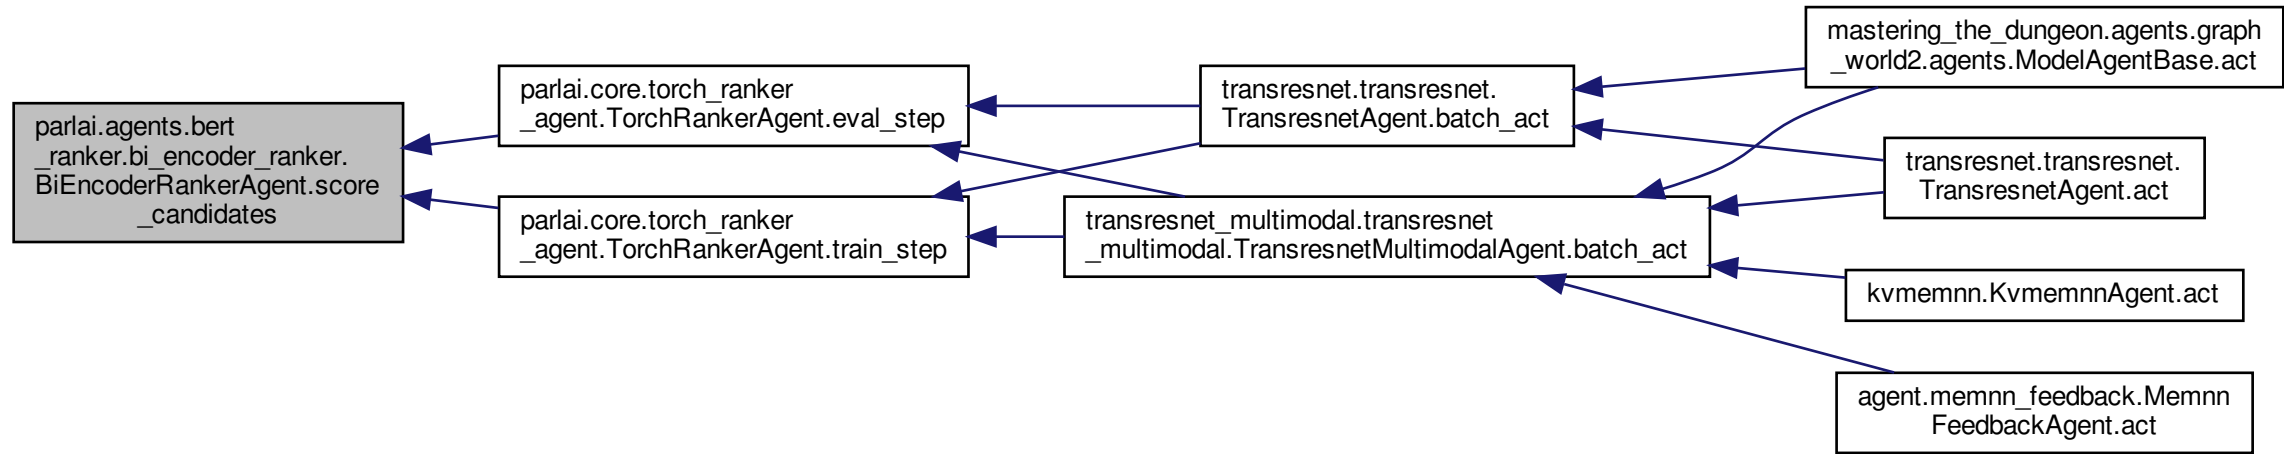 parlai.agents.bert
_ranker.bi_encoder_ranker.
BiEncoderRankerAgent.score
_candidates
parlai.core.torch_ranker
_agent.TorchRankerAgent.eval_step
parlai.core.torch_ranker
_agent.TorchRankerAgent.train_step
transresnet.transresnet.
TransresnetAgent.batch_act
transresnet_multimodal.transresnet
_multimodal.TransresnetMultimodalAgent.batch_act
mastering_the_dungeon.agents.graph
_world2.agents.ModelAgentBase.act
transresnet.transresnet.
TransresnetAgent.act
kvmemnn.KvmemnnAgent.act
agent.memnn_feedback.Memnn
FeedbackAgent.act